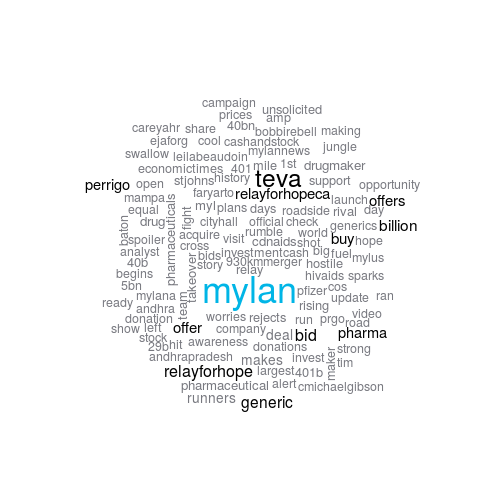 campaign
unsolicited
prices amp
careyahr share 40bn bobbirebell making
ejaforg cool cashandstock
swallow leilabeaudoin mylannews jungle
economictimes 401 mile 1st drugmaker
perrigo open stjohns history teva support opportunity
mampa faryarto relayforhopeca launch offers
equal myl plans days roadside rival day
baton drug pharmaceuticals fight cityhall official check generics billion
spoiler acquire rumble world buy hope
analyst cross visit cdnaids shot
40b takeover bids investment cash big fuel mylus
begins story 930km merger hostile
5bn relay hivaids sparks
mylana team mylan pfizer cos
ready andhra rising update ran
donation worries rejects run prgo road video
show left offer company deal bid pharma
stock
29b hit awareness donations maker strong
andhrapradesh makes invest tim
relayforhope largest 401b
pharmaceutical alert cmichaelgibson
runners generic